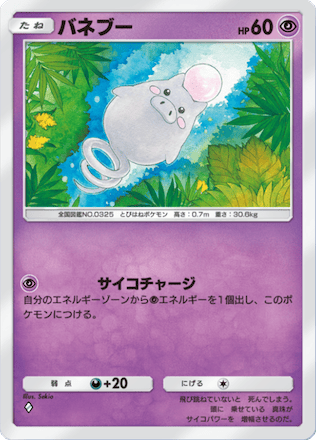 たね バネブー HP60
全国図鑑NO.0325 とびはねポケモン 高さ:0.7m 重さ:30.6kg
サイコチャージ
自分のエネルギーゾーンからエネルギーを1個出し、このポ
ケモンにつける。
弱点 +20 にげる
Illus. Sekio
飛び跳ねていないと 死んでしまう。
頭に 乗せている 真珠が
サイコパワーを 増幅させるのだ。